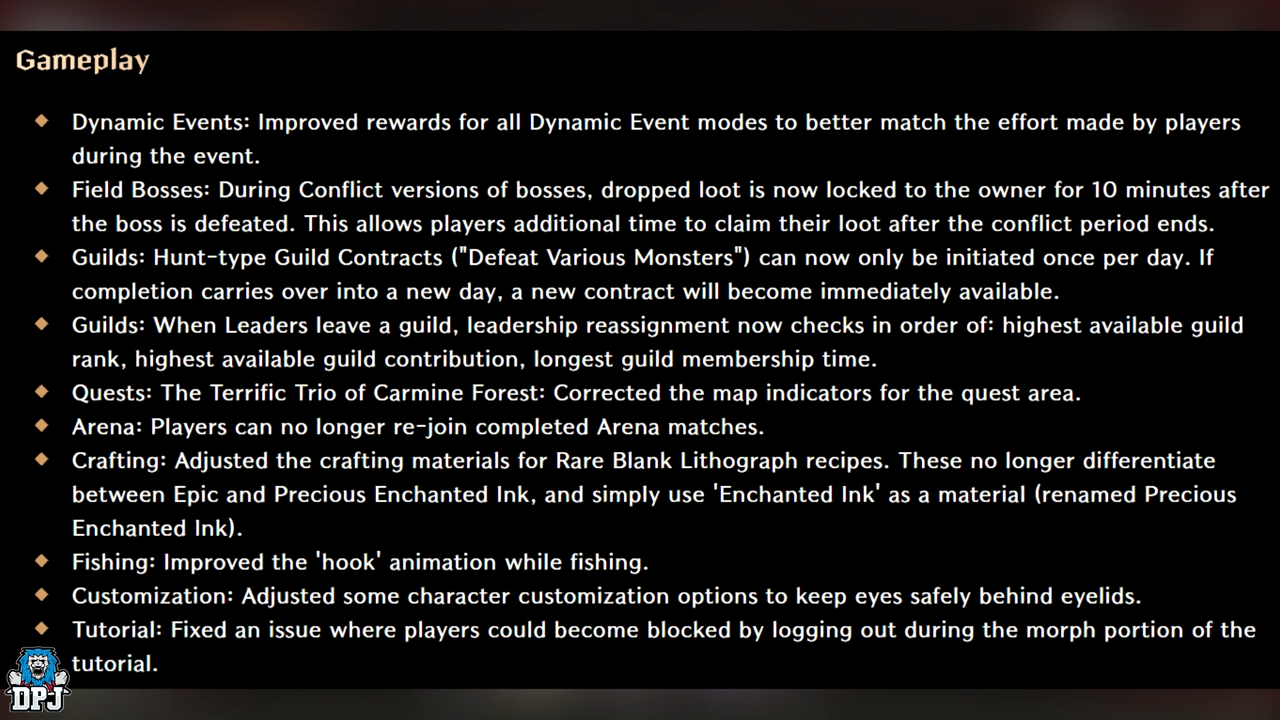 Gameplay
Dynamic Events: Improved rewards for all Dynamic Event modes to better match the effort made by players
during the event.
Field Bosses: During Conflict versions of bosses, dropped loot is now locked to the owner for 10 minutes after
the boss is defeated. This allows players additional time to claim their loot after the conflict period ends.
Guilds: Hunt-type Guild Contracts ("Defeat Various Monsters") can now only be initiated once per day. If
completion carries over into a new day, a new contract will become immediately available.
Guilds: When Leaders leave a guild, leadership reassignment now checks in order of: highest available guild
rank, highest available guild contribution, longest guild membership time.
Quests: The Terrific Trio of Carmine Forest: Corrected the map indicators for the quest area.
Arena: Players can no longer re-join completed Arena matches.
Crafting: Adjusted the crafting materials for Rare Blank Lithograph recipes. These no longer differentiate
between Epic and Precious Enchanted Ink, and simply use 'Enchanted Ink' as a material (renamed Precious
Enchanted Ink).
Fishing: Improved the 'hook' animation while fishing.
Customization: Adjusted some character customization options to keep eyes safely behind eyelids.
Tutorial: Fixed an issue where players could become blocked by logging out during the morph portion of the
tutorial.
DPJ